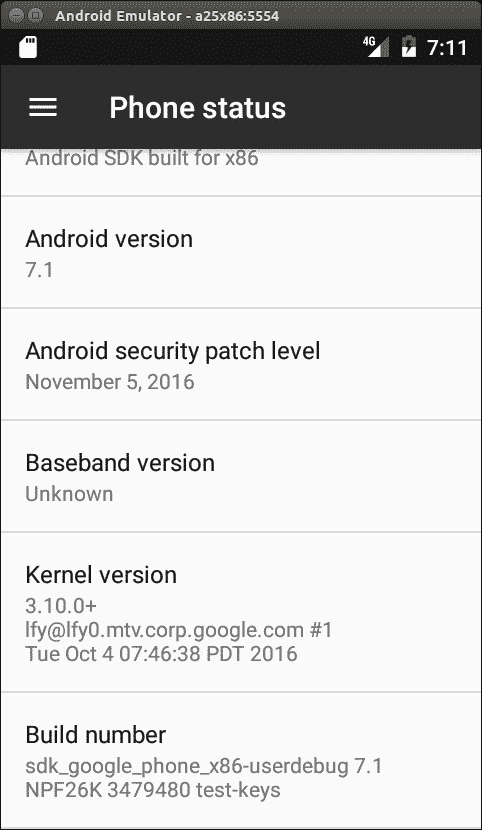 Android Emulator - a25x86:5554
4G 7:11
Phone status
Android SDK built for x86
Android version
7.1
Android security patch level
November 5, 2016
Baseband version
Unknown
Kernel version
3.10.0+
lfy@lfy0.mtv.corp.google.com #1
Tue Oct 4 07:46:38 PDT 2016
Build number
sdk_google_phone_x86-userdebug 7.1
NPF26K 3479480 test-keys